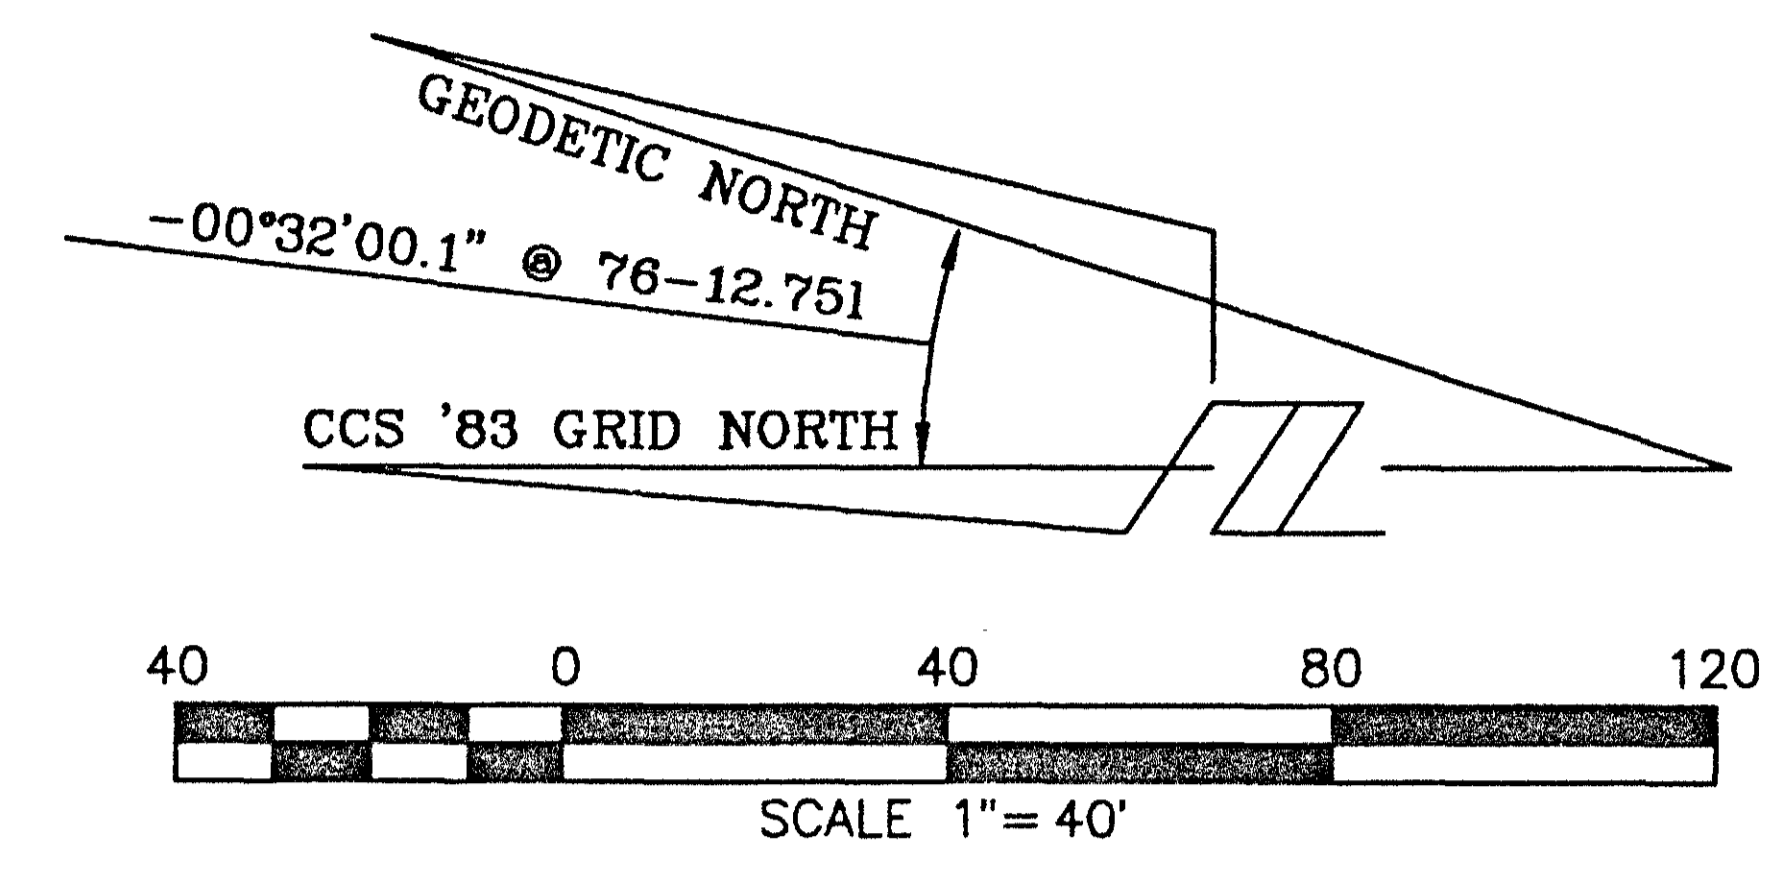 GEODETIC NORTH
-00°32'00.1" @ 76-12.751
CCS '83 GRID NORTH
40 0 40 80 120
SCALE 1"= 40'